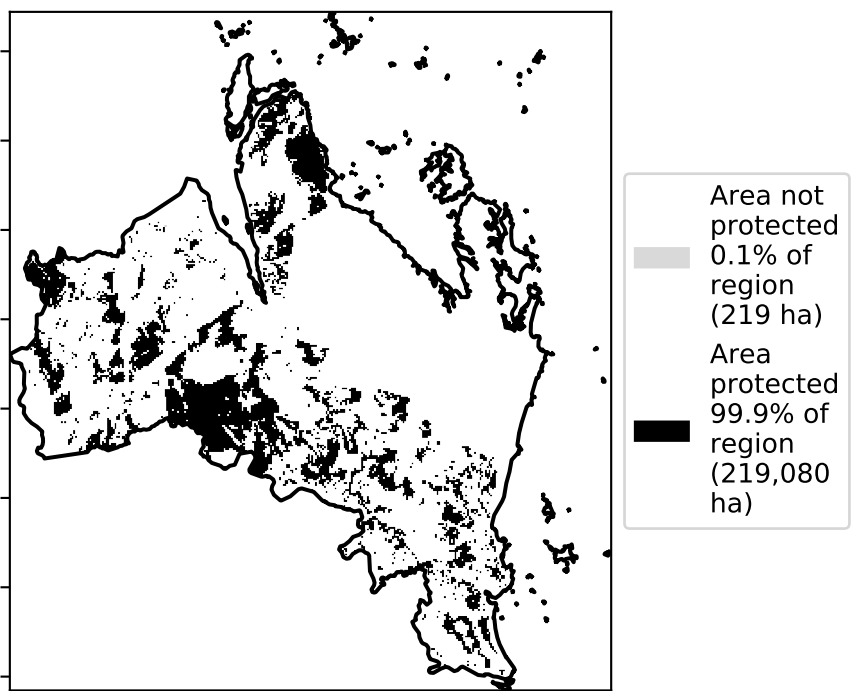 Area not
protected
0.1% of
region
(219 ha)
Area
protected
99.9% of
region
(219,080
ha)